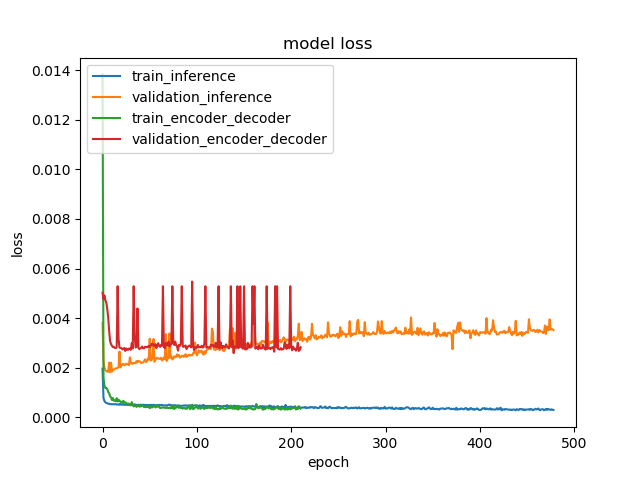 model loss
train_inference
validation_inference
train_encoder_decoder
validation_encoder_decoder
loss
0.014
0.012
0.010
0.008
0.006
0.004
0.002
0.000
0 100 200 300 400 500
epoch